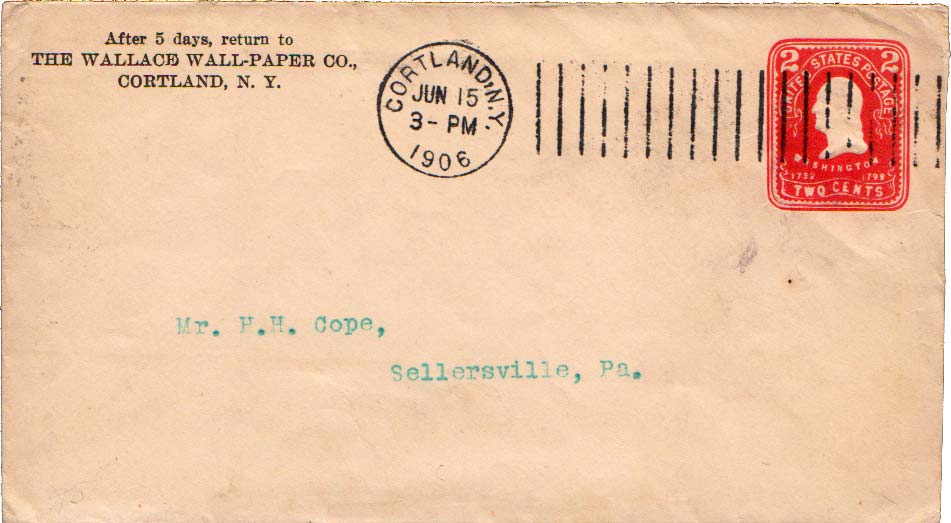 After 5 days, return to
THE WALLACE WALL-PAPER CO.,
CORTLAND, N. Y.
CORTLAND, N.Y.
JUN 15
3- PM
1906
2 2
UNITED STATES POSTAGE
WASHINGTON
1732 1799
TWO CENTS
Mr. H.H. Cope,
Sellersville, Pa.